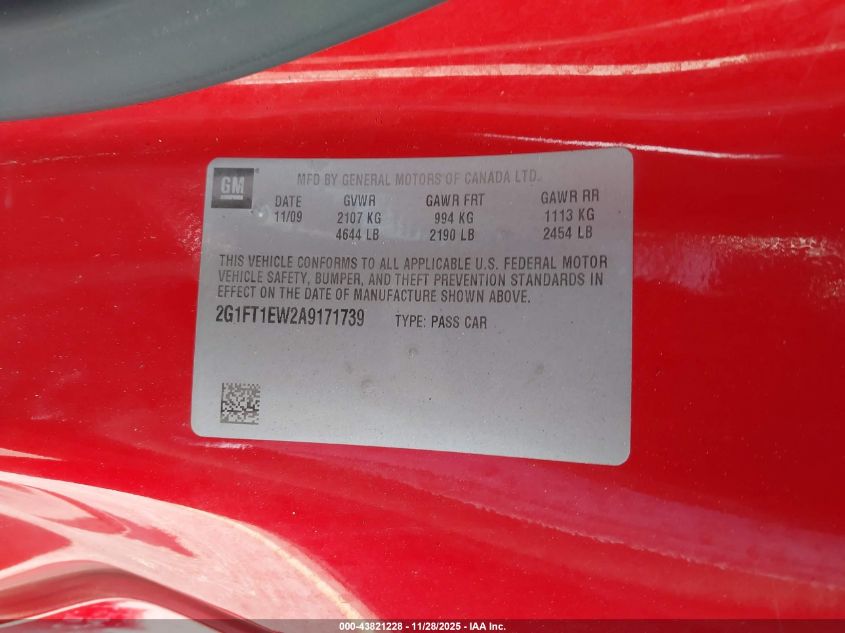 GM
MFD BY GENERAL MOTORS OF CANADA LTD.
DATE GVWR GAWR FRT GAWR RR
11/09 2107 KG 994 KG 1113 KG
4644 LB 2190 LB 2454 LB
THIS VEHICLE CONFORMS TO ALL APPLICABLE U.S. FEDERAL MOTOR
VEHICLE SAFETY, BUMPER, AND THEFT PREVENTION STANDARDS IN
EFFECT ON THE DATE OF MANUFACTURE SHOWN ABOVE.
2G1FT1EW2A9171739 TYPE: PASS CAR
000-43821228 | 11/28/2025 | IAA Inc.